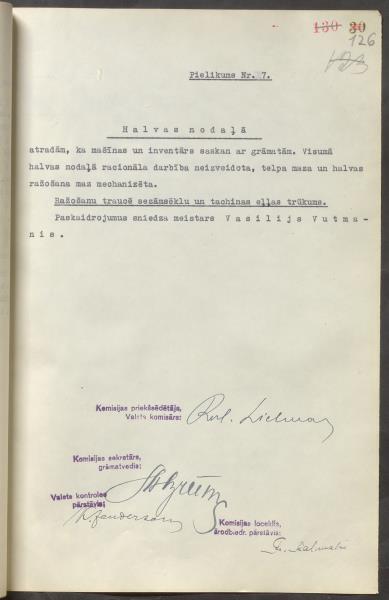 130 30
126
Pielikums Nr. 7.
Halvas nodaļā
atradām, ka mašīnas un inventārs saskan ar grāmatām. Visumā
halvas nodaļā racionāla darbība neizveidota, telpa maza un halvas
ražošana maz mechanizēta.
Ražošanu traucē sezāmsēklu un tachinas eļļas trūkums.
Paskaidrojumus sniedza meistars Vasilijs Vutma-
nis.
Komisijas priekšsēdētājs,
Valsts komisārs:
Komisijas sekretārs,
grāmatvedis:
Valsts kontroles
pārstāvis:
Komisijas loceklis,
arodbiedr. pārstāvis: